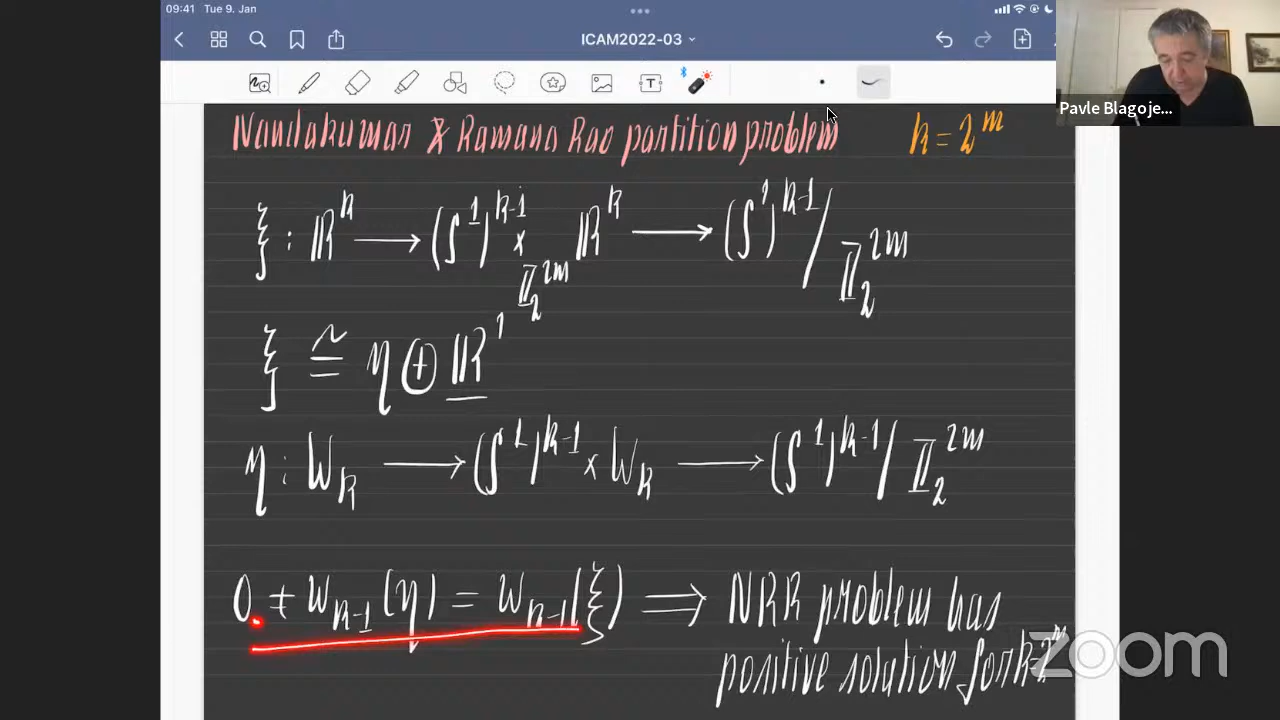 09:41 Tue 9. Jan
ICAM2022-03
Pavle Blagoje...
Nandakumar & Ramana Rao partition problem k = 2^m
ξ : ℝ^k ⟶ (S^1)^{k-1} ×_{ℤ_2^{2m}} ℝ^k ⟶ (S^1)^{k-1} / ℤ_2^{2m}
ξ ≅ η ⊕ ℝ^1
η : W_k ⟶ (S^1)^{k-1} × W_k ⟶ (S^1)^{k-1} / ℤ_2^{2m}
0 ≠ w_{k-1}(η) = w_{k-1}(ξ) ⟹ NRR problem has
positive solution for k=2^m
zoom